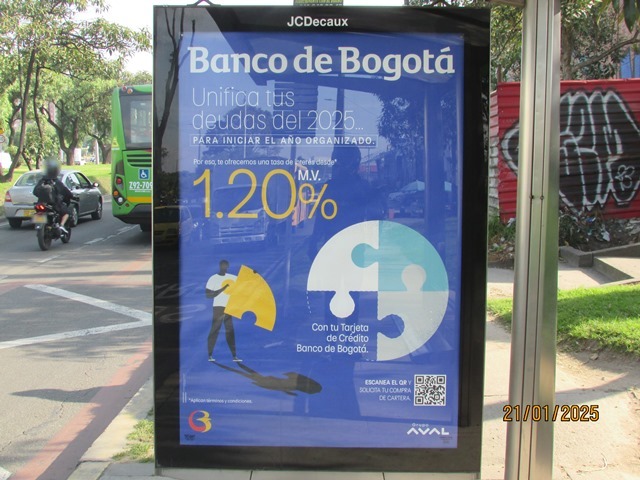 JCDecaux
Banco de Bogotá
Unifica tus
deudas del 2025...
PARA INICIAR EL AÑO ORGANIZADO.
Por eso, te ofrecemos una tasa de interés desde*
1.20% M.V.
Con tu Tarjeta
de Crédito
Banco de Bogotá.
ESCANEA EL QR Y
SOLICITA TU COMPRA
DE CARTERA.
*Aplican términos y condiciones.
Grupo
AVAL
Z92-709
21/01/2025